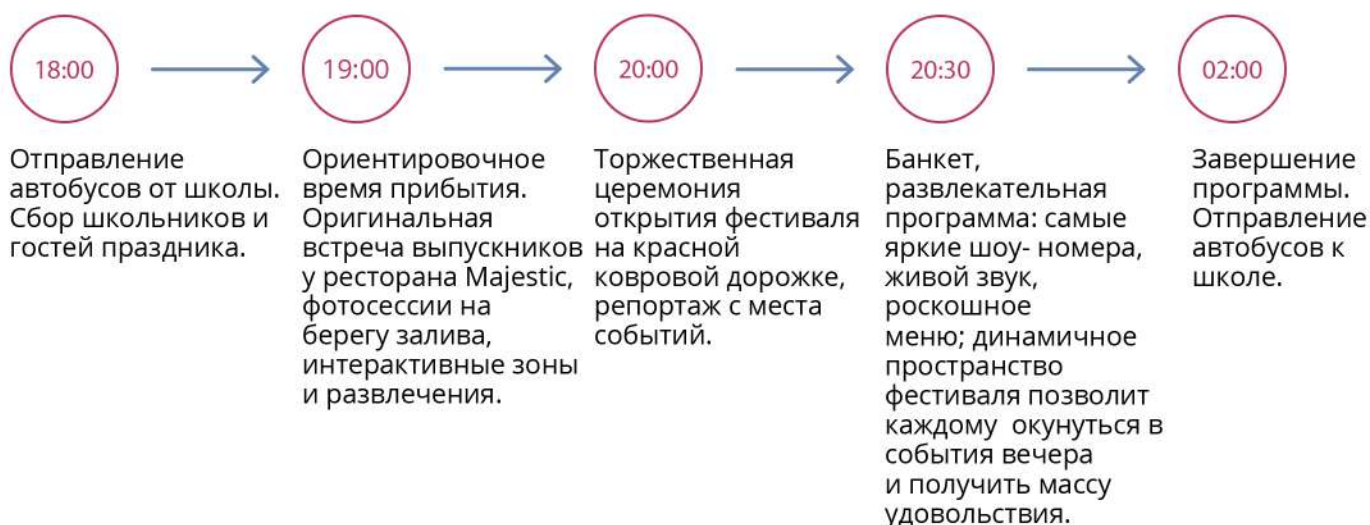 18:00
Отправление
автобусов от школы.
Сбор школьников и
гостей праздника.
19:00
Ориентировочное
время прибытия.
Оригинальная
встреча выпускников
у ресторана Majestic,
фотосессии на
берегу залива,
интерактивные зоны
и развлечения.
20:00
Торжественная
церемония
открытия фестиваля
на красной
ковровой дорожке,
репортаж с места
событий.
20:30
Банкет,
развлекательная
программа: самые
яркие шоу- номера,
живой звук,
роскошное
меню; динамичное
пространство
фестиваля позволит
каждому  окунуться в
события вечера
и получить массу
удовольствия.
02:00
Завершение
программы.
Отправление
автобусов к
школе.